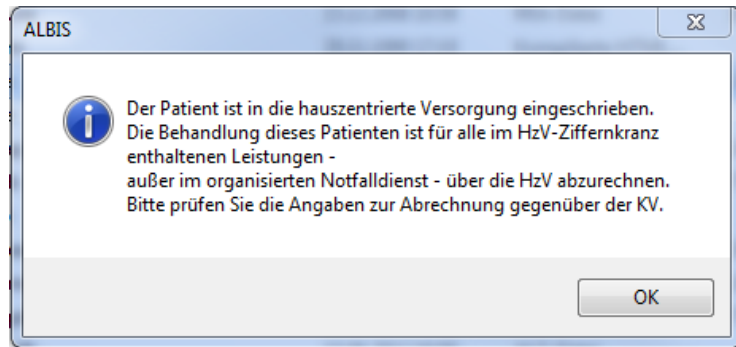 ALBIS
Der Patient ist in die hauszentrierte Versorgung eingeschrieben.
Die Behandlung dieses Patienten ist für alle im HzV-Ziffernkranz
enthaltenen Leistungen -
außer im organisierten Notfalldienst - über die HzV abzurechnen.
Bitte prüfen Sie die Angaben zur Abrechnung gegenüber der KV.
OK